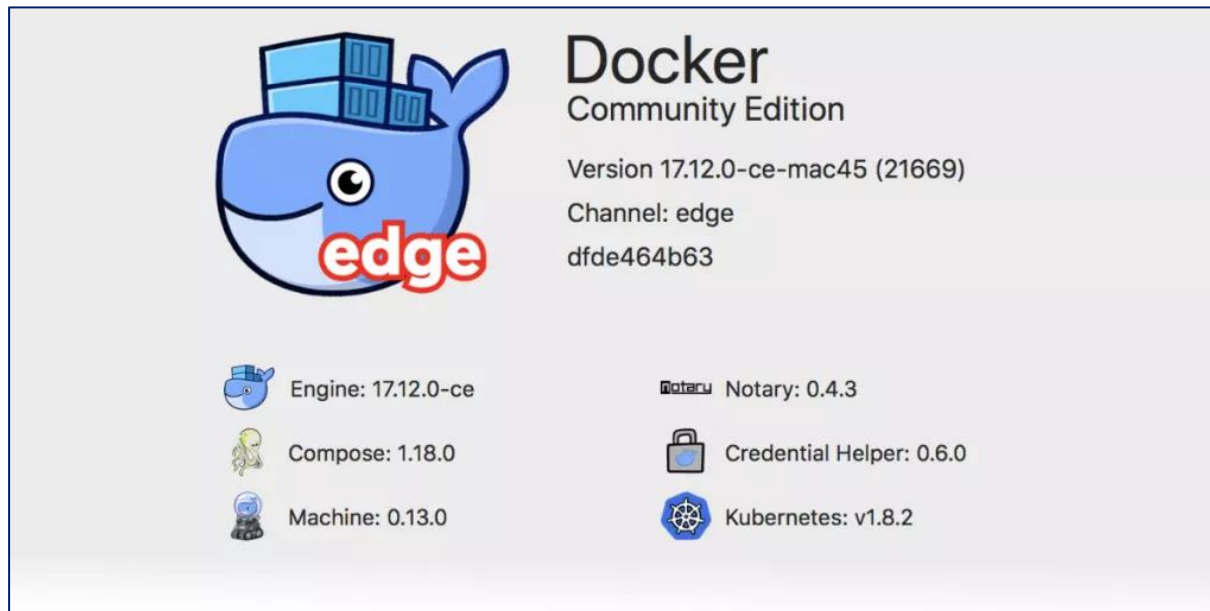 Docker
Community Edition
Version 17.12.0-ce-mac45 (21669)
Channel: edge
dfde464b63
edge
Engine: 17.12.0-ce
notary Notary: 0.4.3
Compose: 1.18.0
Credential Helper: 0.6.0
Machine: 0.13.0
Kubernetes: v1.8.2